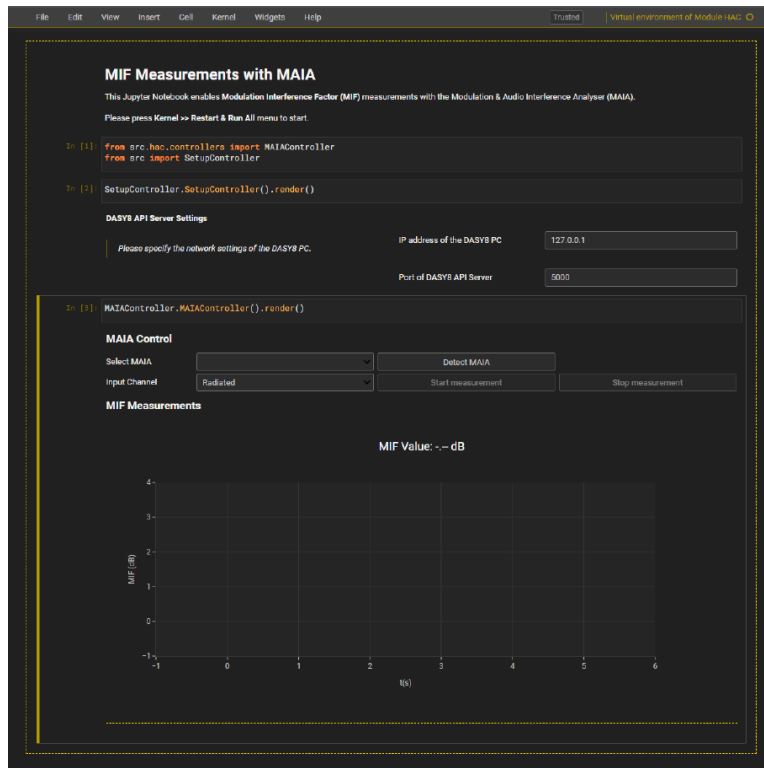 File Edit View Insert Cell Kernel Widgets Help Trusted Virtual environment of Module HAC
MIF Measurements with MAIA
This Jupyter Notebook enables Modulation Interference Factor (MIF) measurements with the Modulation & Audio Interference Analyser (MAIA).
Please press Kernel >> Restart & Run All menu to start.
In [1]: from src.hac.controllers import MAIAController
from src import SetupController
In [2]: SetupController.SetupController().render()
DASY8 API Server Settings
Please specify the network settings of the DASY8 PC.
IP address of the DASY8 PC 127.0.0.1
Port of DASY8 API Server 5000
In [3]: MAIAController.MAIAController().render()
MAIA Control
Select MAIA Detect MAIA
Input Channel Radiated Start measurement Stop measurement
MIF Measurements
MIF Value: -.-- dB
4
3
2
1
0
−1
MIF (dB)
−1 0 1 2 3 4 5 6
t(s)